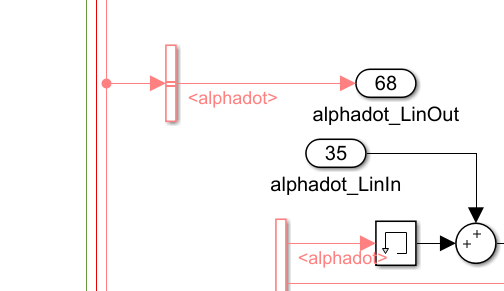 68
<alphadot>
alphadot_LinOut
35
alphadot_LinIn
+
+
<alphadot>